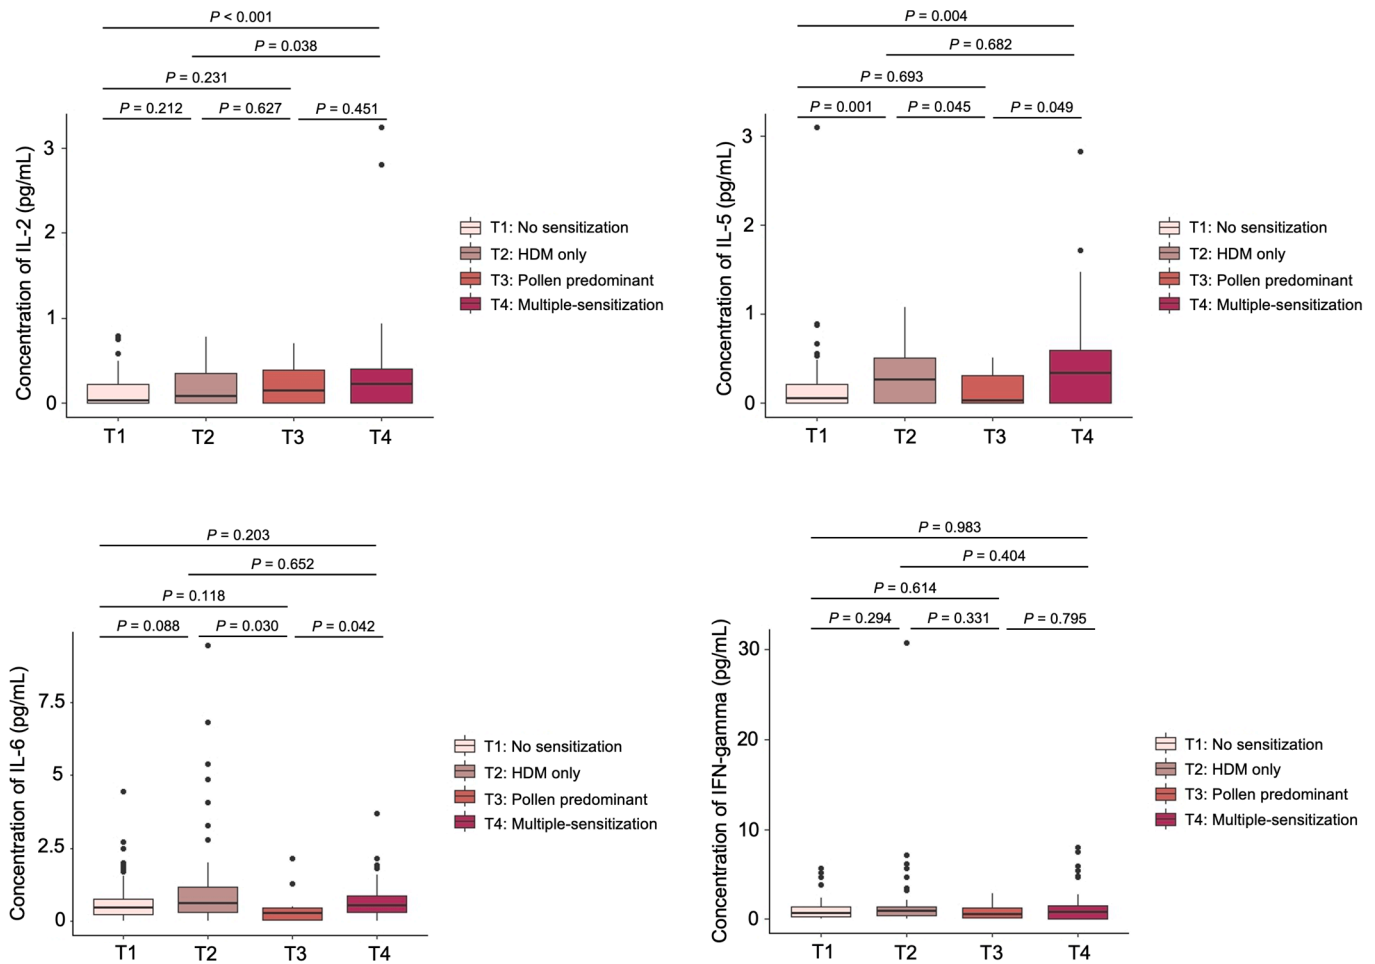 P < 0.001
P = 0.038
P = 0.231
P = 0.212 P = 0.627 P = 0.451
Concentration of IL-2 (pg/mL)
3
2
1
0
T1 T2 T3 T4
T1: No sensitization
T2: HDM only
T3: Pollen predominant
T4: Multiple-sensitization
P = 0.004
P = 0.682
P = 0.693
P = 0.001 P = 0.045 P = 0.049
Concentration of IL-5 (pg/mL)
3
2
1
0
T1 T2 T3 T4
T1: No sensitization
T2: HDM only
T3: Pollen predominant
T4: Multiple-sensitization
P = 0.203
P = 0.652
P = 0.118
P = 0.088 P = 0.030 P = 0.042
Concentration of IL-6 (pg/mL)
7.5
5
2.5
0
T1 T2 T3 T4
T1: No sensitization
T2: HDM only
T3: Pollen predominant
T4: Multiple-sensitization
P = 0.983
P = 0.404
P = 0.614
P = 0.294 P = 0.331 P = 0.795
Concentration of IFN-gamma (pg/mL)
30
20
10
0
T1 T2 T3 T4
T1: No sensitization
T2: HDM only
T3: Pollen predominant
T4: Multiple-sensitization